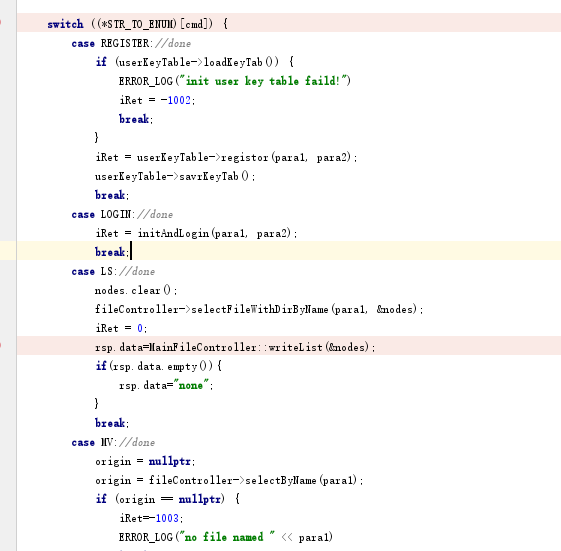 switch ((*STR_TO_ENUM)[cmd]) {
case REGISTER://done
if (userKeyTable->loadKeyTab()) {
ERROR_LOG("init user key table faild!")
iRet = -1002;
break;
}
iRet = userKeyTable->registor(para1, para2);
userKeyTable->savrKeyTab();
break;
case LOGIN://done
iRet = initAndLogin(para1, para2);
break;
case LS://done
nodes.clear();
fileController->selectFileWithDirByName(para1, &nodes);
iRet = 0;
rsp.data=MainFileController::writeList(&nodes);
if(rsp.data.empty()){
rsp.data="none";
}
break;
case MV://done
origin = nullptr;
origin = fileController->selectByName(para1);
if (origin == nullptr) {
iRet=-1003;
ERROR_LOG("no file named " << para1)